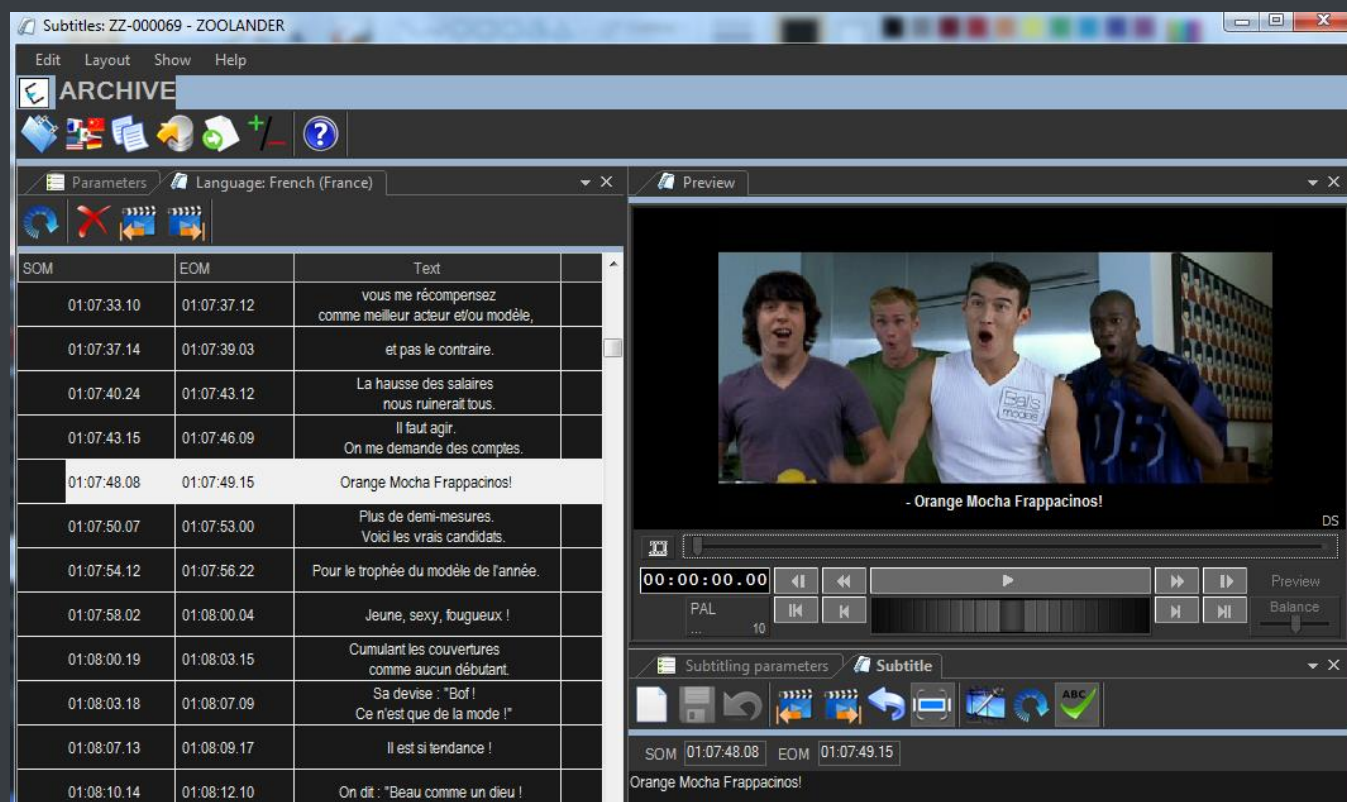 Subtitles: ZZ-000069 - ZOOLANDER
Edit Layout Show Help
ARCHIVE
Parameters Language: French (France)
SOM EOM Text
01:07:33.10 01:07:37.12 vous me récompensez
comme meilleur acteur et/ou modèle,
01:07:37.14 01:07:39.03 et pas le contraire.
01:07:40.24 01:07:43.12 La hausse des salaires
nous ruinerait tous.
01:07:43.15 01:07:46.09 Il faut agir.
On me demande des comptes.
01:07:48.08 01:07:49.15 Orange Mocha Frappacinos!
01:07:50.07 01:07:53.00 Plus de demi-mesures.
Voici les vrais candidats.
01:07:54.12 01:07:56.22 Pour le trophée du modèle de l'année.
01:07:58.02 01:08:00.04 Jeune, sexy, fougueux !
01:08:00.19 01:08:03.15 Cumulant les couvertures
comme aucun débutant.
01:08:03.18 01:08:07.09 Sa devise : "Bof !
Ce n'est que de la mode !"
01:08:07.13 01:08:09.17 Il est si tendance !
01:08:10.14 01:08:12.10 On dit : "Beau comme un dieu !
Preview
Bal's
models
05
- Orange Mocha Frappacinos!
DS
00:00:00.00 Preview
PAL Balance
... 10
Subtitling parameters Subtitle
ABC
SOM 01:07:48.08 EOM 01:07:49.15
Orange Mocha Frappacinos!